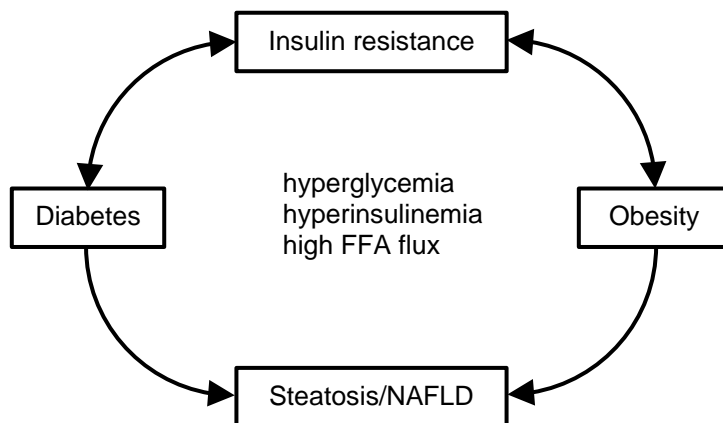 Insulin resistance
hyperglycemia
hyperinsulinemia
high FFA flux
Diabetes
Obesity
Steatosis/NAFLD